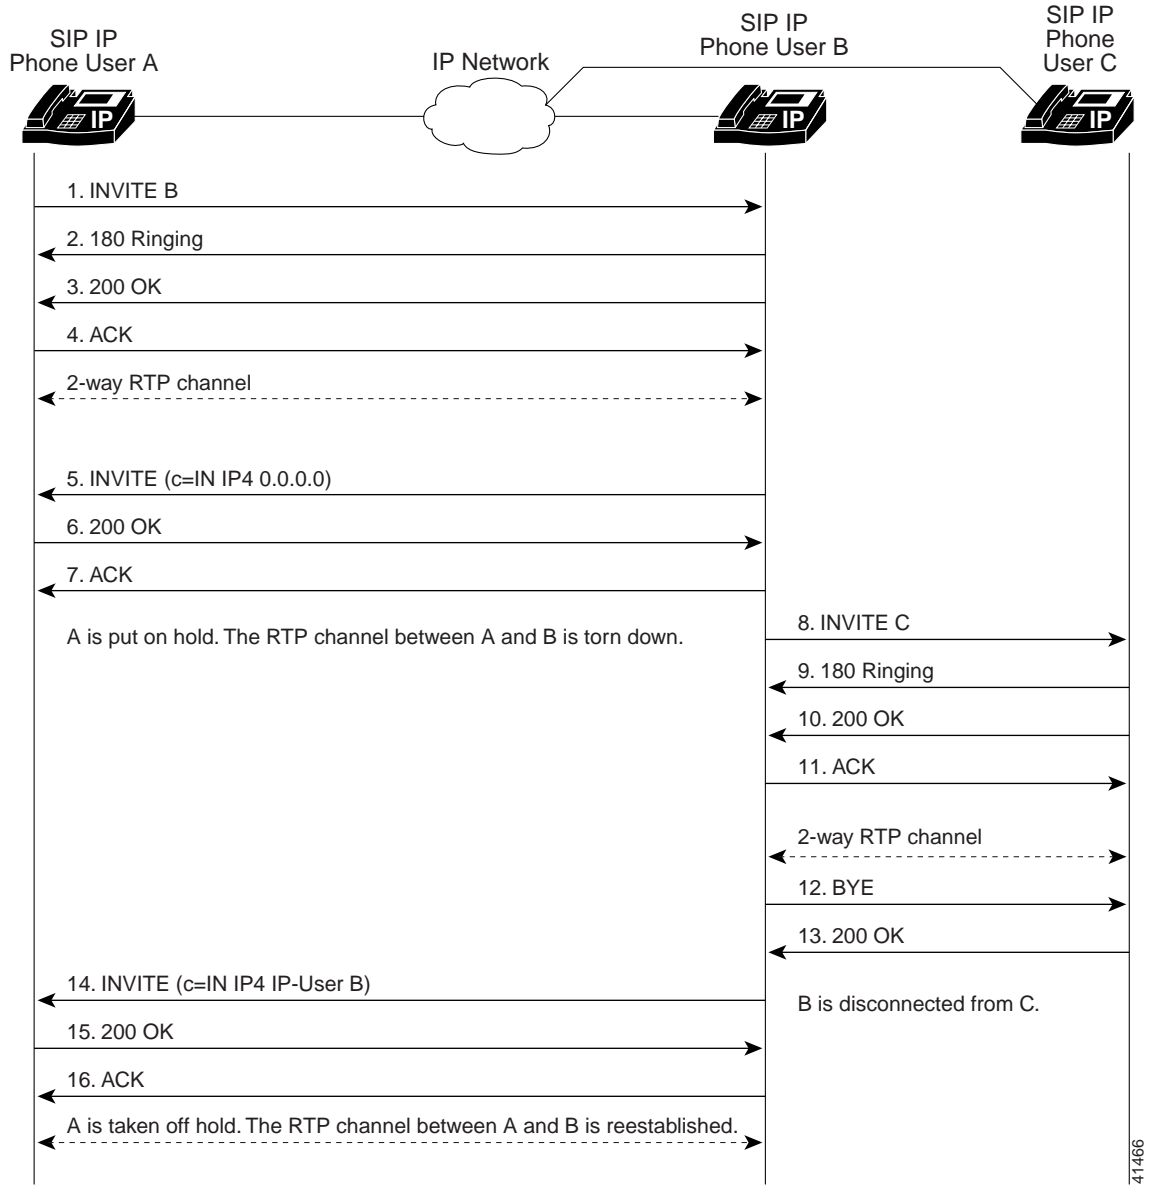 SIP IP
Phone User A
IP Network
SIP IP
Phone User B
SIP IP
Phone
User C
IP
IP
IP
1. INVITE B
2. 180 Ringing
3. 200 OK
4. ACK
2-way RTP channel
5. INVITE (c=IN IP4 0.0.0.0)
6. 200 OK
7. ACK
A is put on hold. The RTP channel between A and B is torn down.
8. INVITE C
9. 180 Ringing
10. 200 OK
11. ACK
2-way RTP channel
12. BYE
13. 200 OK
14. INVITE (c=IN IP4 IP-User B)
B is disconnected from C.
15. 200 OK
16. ACK
A is taken off hold. The RTP channel between A and B is reestablished.
41466